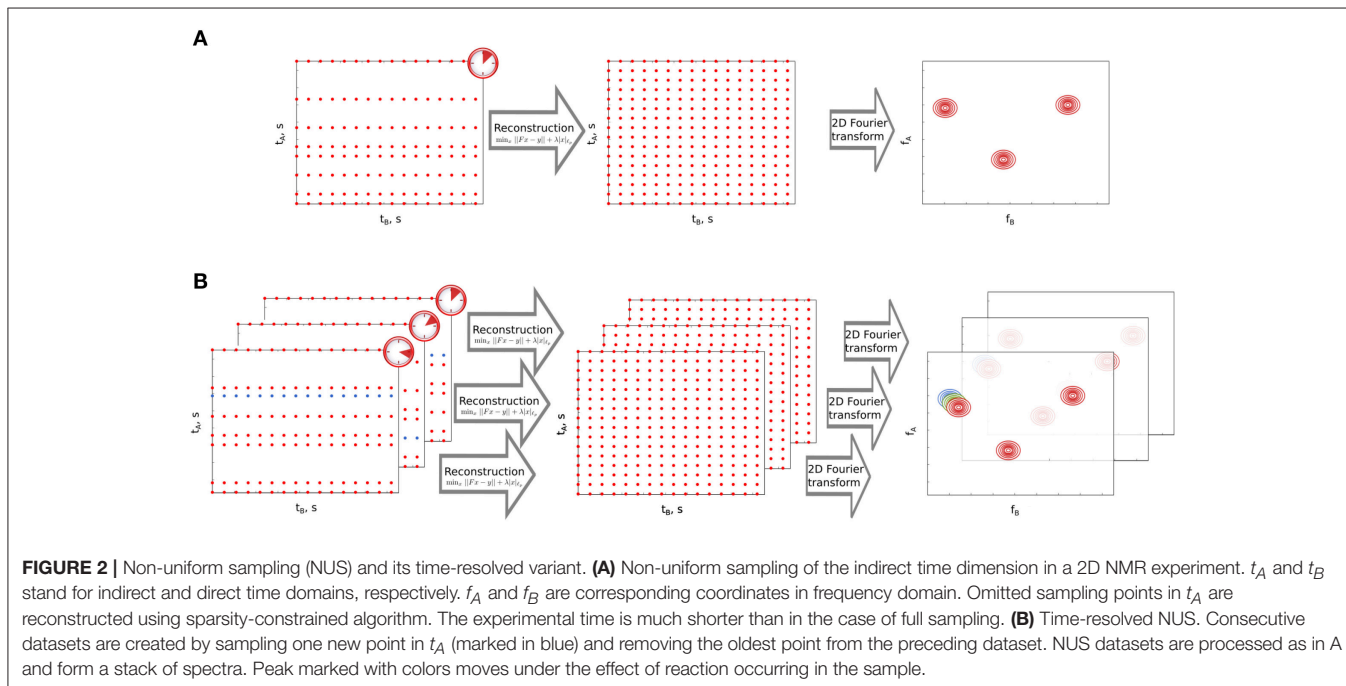 A
t_A, s
t_B, s
Reconstruction
min_x ||Fx − y|| + λ|x|_{ℓ_p}
t_A, s
t_B, s
2D Fourier
transform
f_A
f_B
B
t_A, s
t_B, s
Reconstruction
min_x ||Fx − y|| + λ|x|_{ℓ_p}
Reconstruction
min_x ||Fx − y|| + λ|x|_{ℓ_p}
Reconstruction
min_x ||Fx − y|| + λ|x|_{ℓ_p}
t_A, s
t_B, s
2D Fourier
transform
2D Fourier
transform
2D Fourier
transform
f_A
f_B
FIGURE 2 | Non-uniform sampling (NUS) and its time-resolved variant. (A) Non-uniform sampling of the indirect time dimension in a 2D NMR experiment. t_A and t_B
stand for indirect and direct time domains, respectively. f_A and f_B are corresponding coordinates in frequency domain. Omitted sampling points in t_A are
reconstructed using sparsity-constrained algorithm. The experimental time is much shorter than in the case of full sampling. (B) Time-resolved NUS. Consecutive
datasets are created by sampling one new point in t_A (marked in blue) and removing the oldest point from the preceding dataset. NUS datasets are processed as in A
and form a stack of spectra. Peak marked with colors moves under the effect of reaction occurring in the sample.